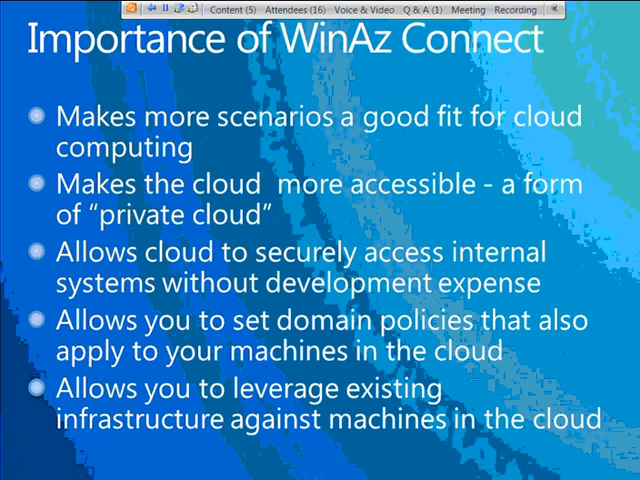 Content (5) Attendees (16) Voice & Video Q & A (1) Meeting Recording
Importance of WinAz Connect
Makes more scenarios a good fit for cloud
computing
Makes the cloud  more accessible - a form
of “private cloud”
Allows cloud to securely access internal
systems without development expense
Allows you to set domain policies that also
apply to your machines in the cloud
Allows you to leverage existing
infrastructure against machines in the cloud